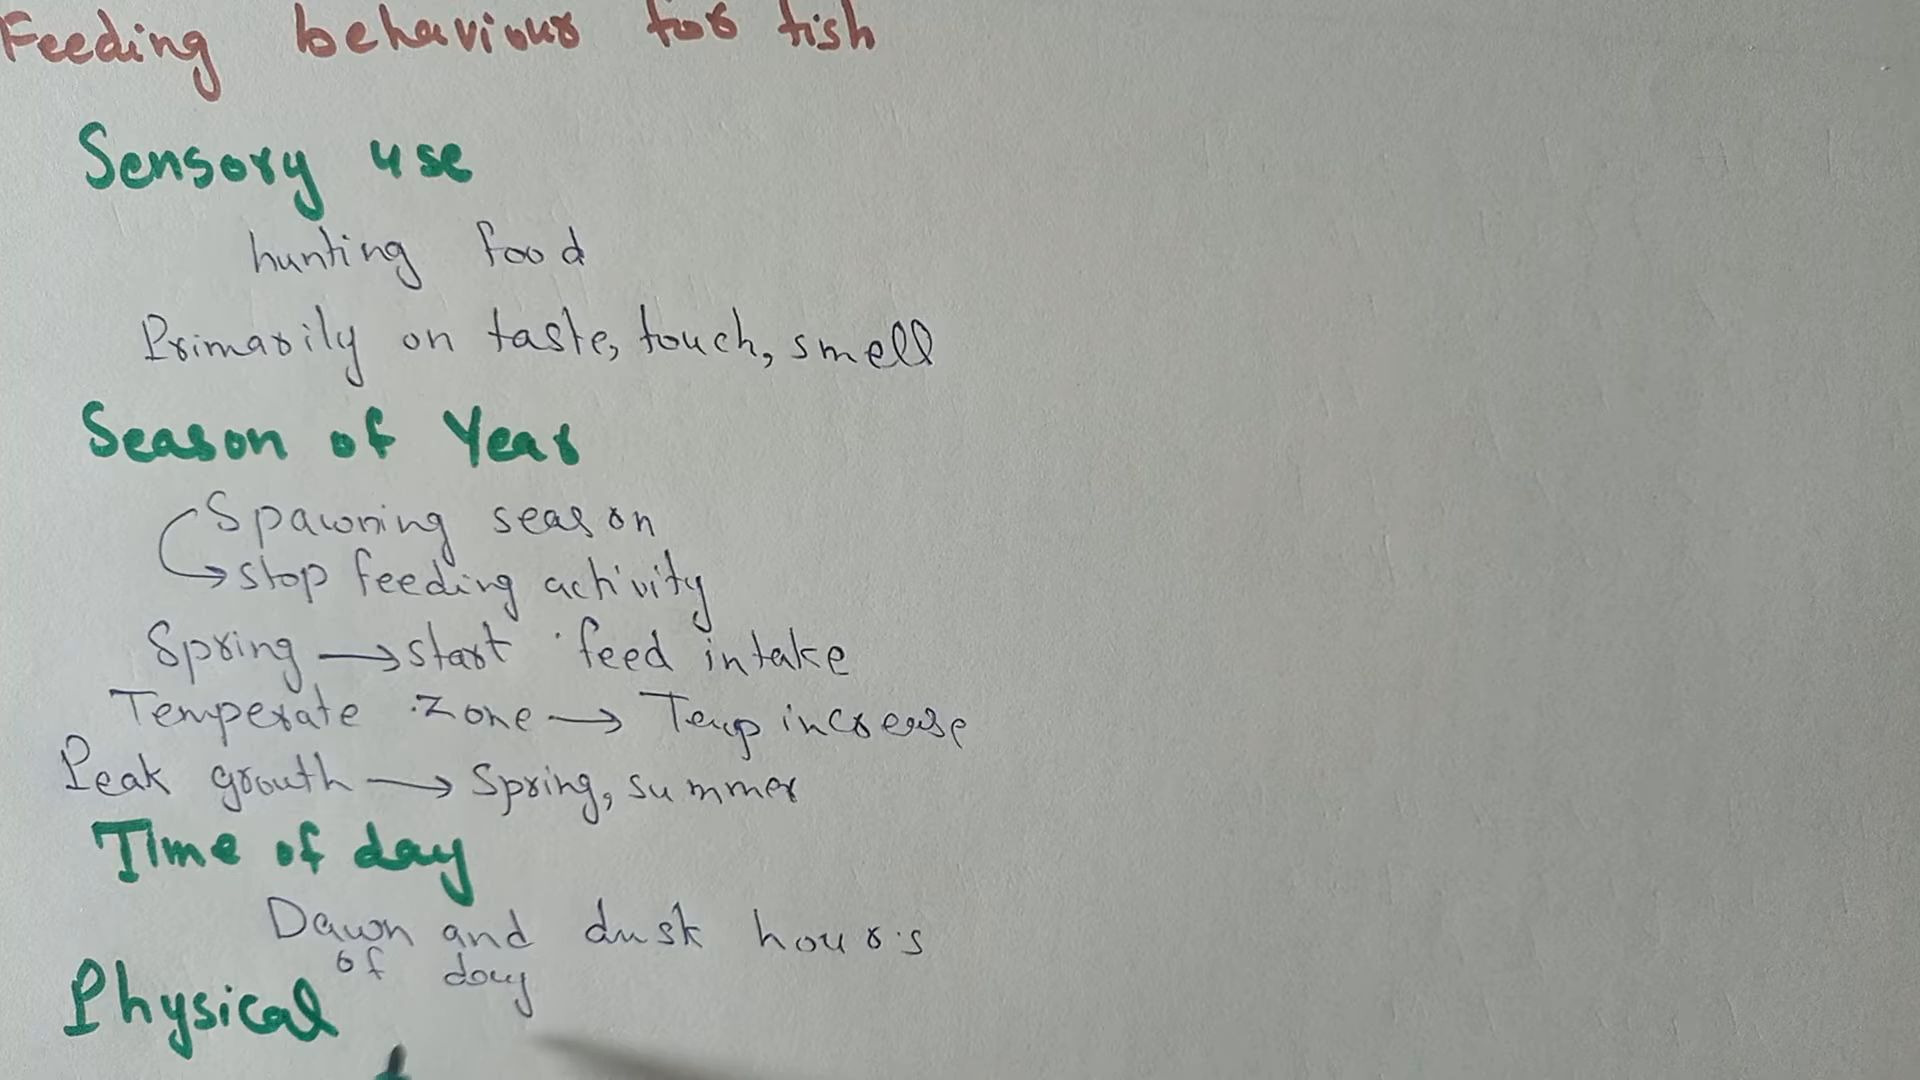 Feeding behaviour for fish
Sensory use
hunting food
Primarily on taste, touch, smell
Season of Year
Spawning season
→ stop feeding activity
Spring → start feed intake
Temperate zone → Temp increase
Peak growth → Spring, summer
Time of day
Dawn and dusk hours
of day
Physical